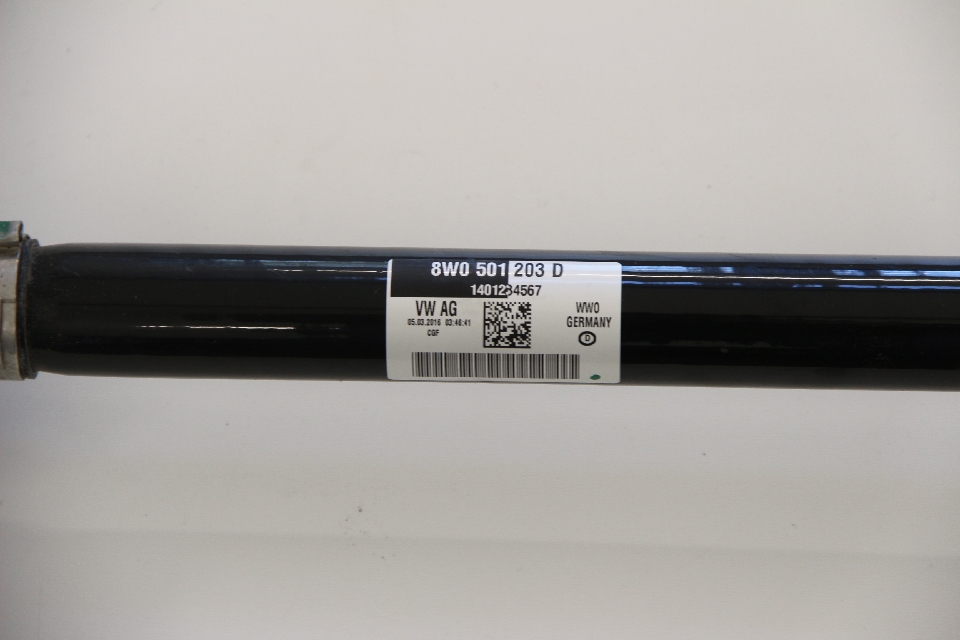 8W0 501 203 D
1401234567
VW AG
05.03.2016 03:46:41
CGF
WWO
GERMANY
D